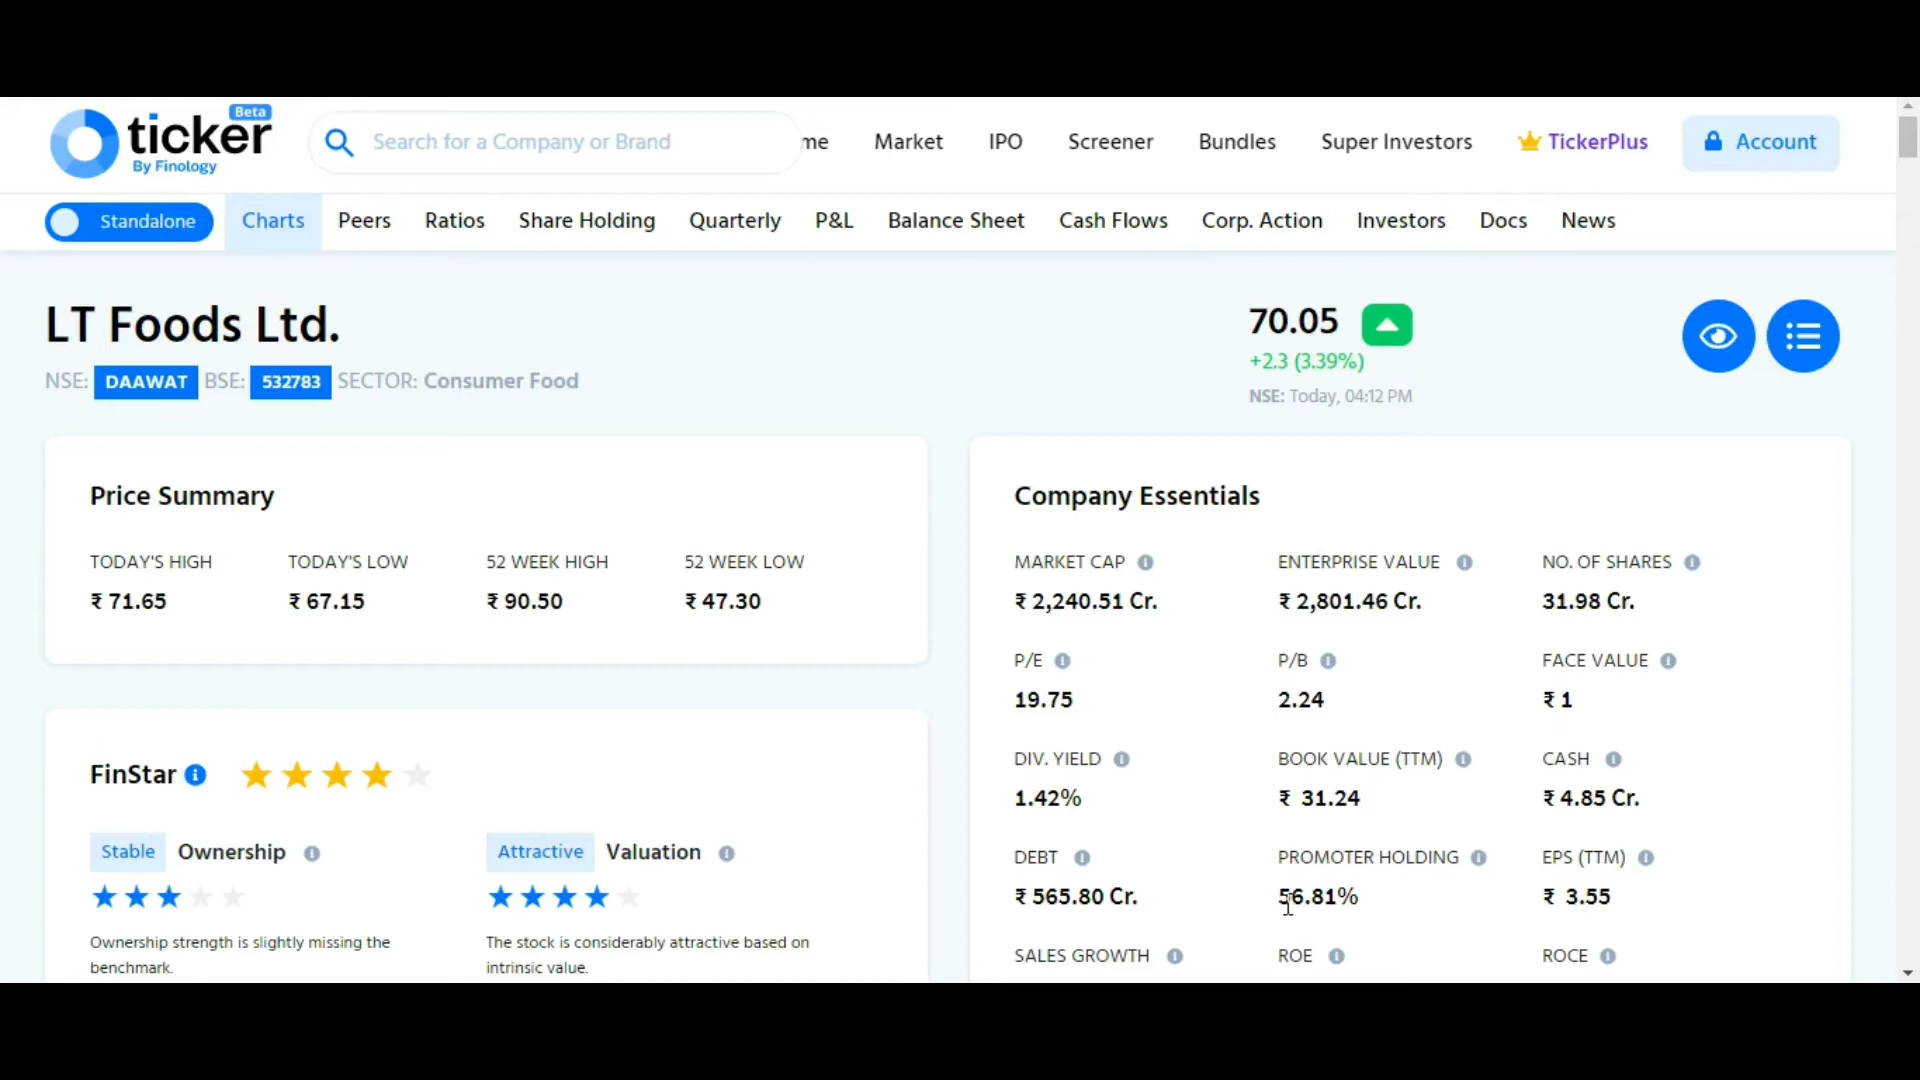 ticker Beta
By Finology
Search for a Company or Brand
me Market IPO Screener Bundles Super Investors TickerPlus Account
Standalone Charts Peers Ratios Share Holding Quarterly P&L Balance Sheet Cash Flows Corp. Action Investors Docs News
LT Foods Ltd.
NSE: DAAWAT BSE: 532783 SECTOR: Consumer Food
70.05
+2.3 (3.39%)
NSE: Today, 04:12 PM
Price Summary
TODAY'S HIGH TODAY'S LOW 52 WEEK HIGH 52 WEEK LOW
₹ 71.65 ₹ 67.15 ₹ 90.50 ₹ 47.30
FinStar
Stable Ownership
Ownership strength is slightly missing the
benchmark.
Attractive Valuation
The stock is considerably attractive based on
intrinsic value.
Company Essentials
MARKET CAP ENTERPRISE VALUE NO. OF SHARES
₹ 2,240.51 Cr. ₹ 2,801.46 Cr. 31.98 Cr.
P/E P/B FACE VALUE
19.75 2.24 ₹ 1
DIV. YIELD BOOK VALUE (TTM) CASH
1.42% ₹ 31.24 ₹ 4.85 Cr.
DEBT PROMOTER HOLDING EPS (TTM)
₹ 565.80 Cr. 56.81% ₹ 3.55
SALES GROWTH ROE ROCE